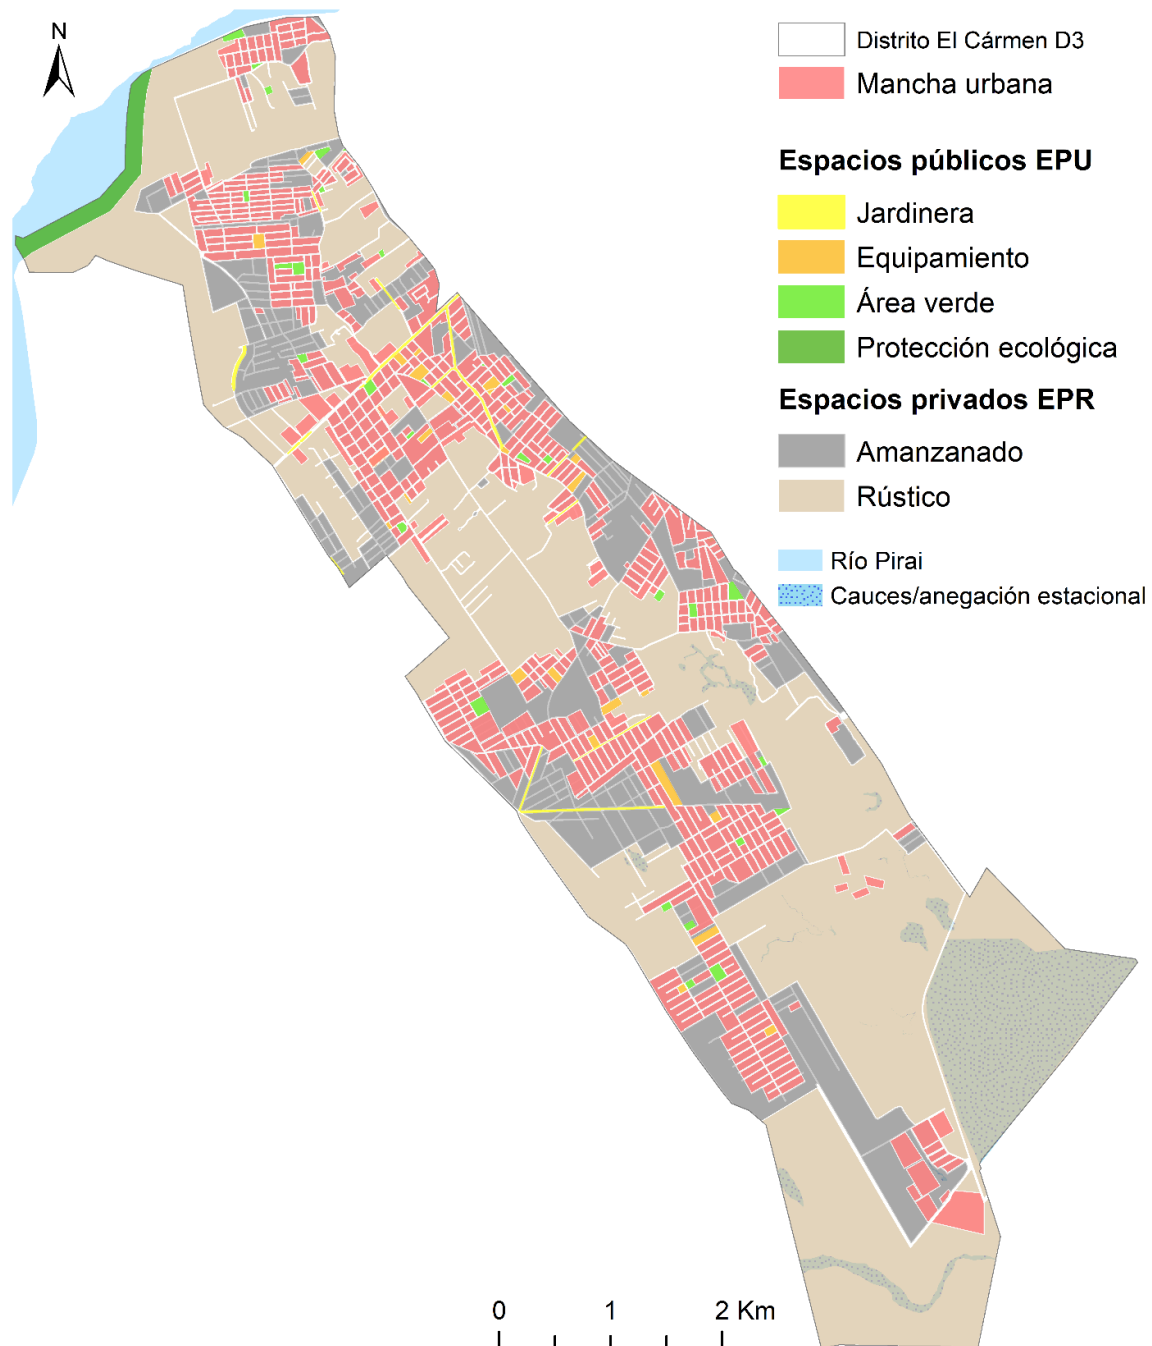 N
Distrito El Cármen D3
Mancha urbana
Espacios públicos EPU
Jardinera
Equipamiento
Área verde
Protección ecológica
Espacios privados EPR
Amanzanado
Rústico
Río Pirai
Cauces/anegación estacional
0 1 2 Km